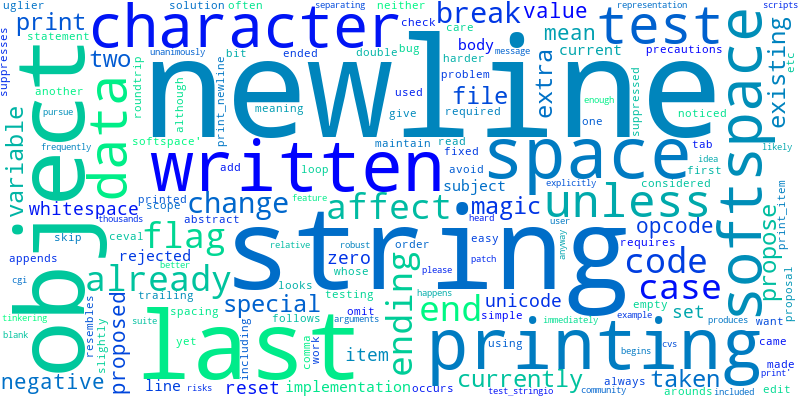 uglier
print
character
solution
often
neither
separating
representation
scripts
break
value
test
existing
etc
suppresses
statement
unanimously
bit
ended
double
bug
check
care
body
mean
current
precautions
two
another
although
roundtrip
print_newline
newline
message
harder
problem
extra
suppressed
noticed
object
data
variable
pursue
meaning
used
give
file
required
one
tab
idea
frequently
softspace'
maintain
read
fixed
avoid
first
likely
written
space
softspace
add
loop
feature
subject
explicitly
considered
whitespace
printed
scope
change
affect
magic
unless
propose
print_item
thousands
abstract
flag
string
heard
user
opcode
appends
skip
ceval
relative
robust
order
easy
patch
anyway
requires
proposal
cgi
rejected
better
zero
whose
please
code
already
looks
testing
ending
happens
case
empty
want
proposed
resembles
slightly
trailing
special
omit
end
unicode
set
produces
came
tinkering
blank
yet
suite
spacing
follows
including
comma
work
arguments
simple
immediately
example
cvs
begins
last
item
printing
using
made
print'
negative
line
risks
reset
implementation
occurs
currently
always
taken
arounds
edit
test_stringio
community
included